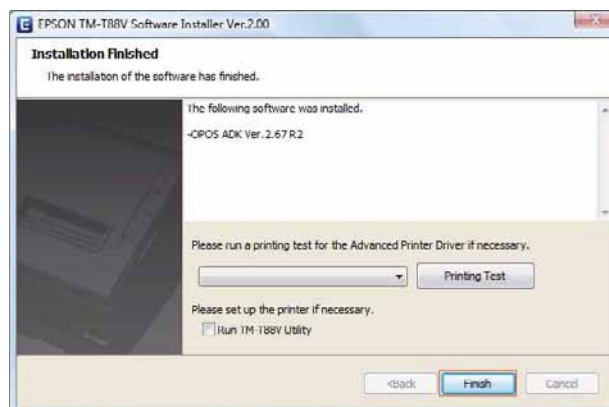 EPSON TM-T88V Software Installer Ver.2.00
Installation Finished
The installation of the software has finished.
The following software was installed.
-OPOS ADK Ver.2.67 R2
Please run a printing test for the Advanced Printer Driver if necessary.
Printing Test
Please set up the printer if necessary.
Run TM-T88V Utility
<Back Finish Cancel